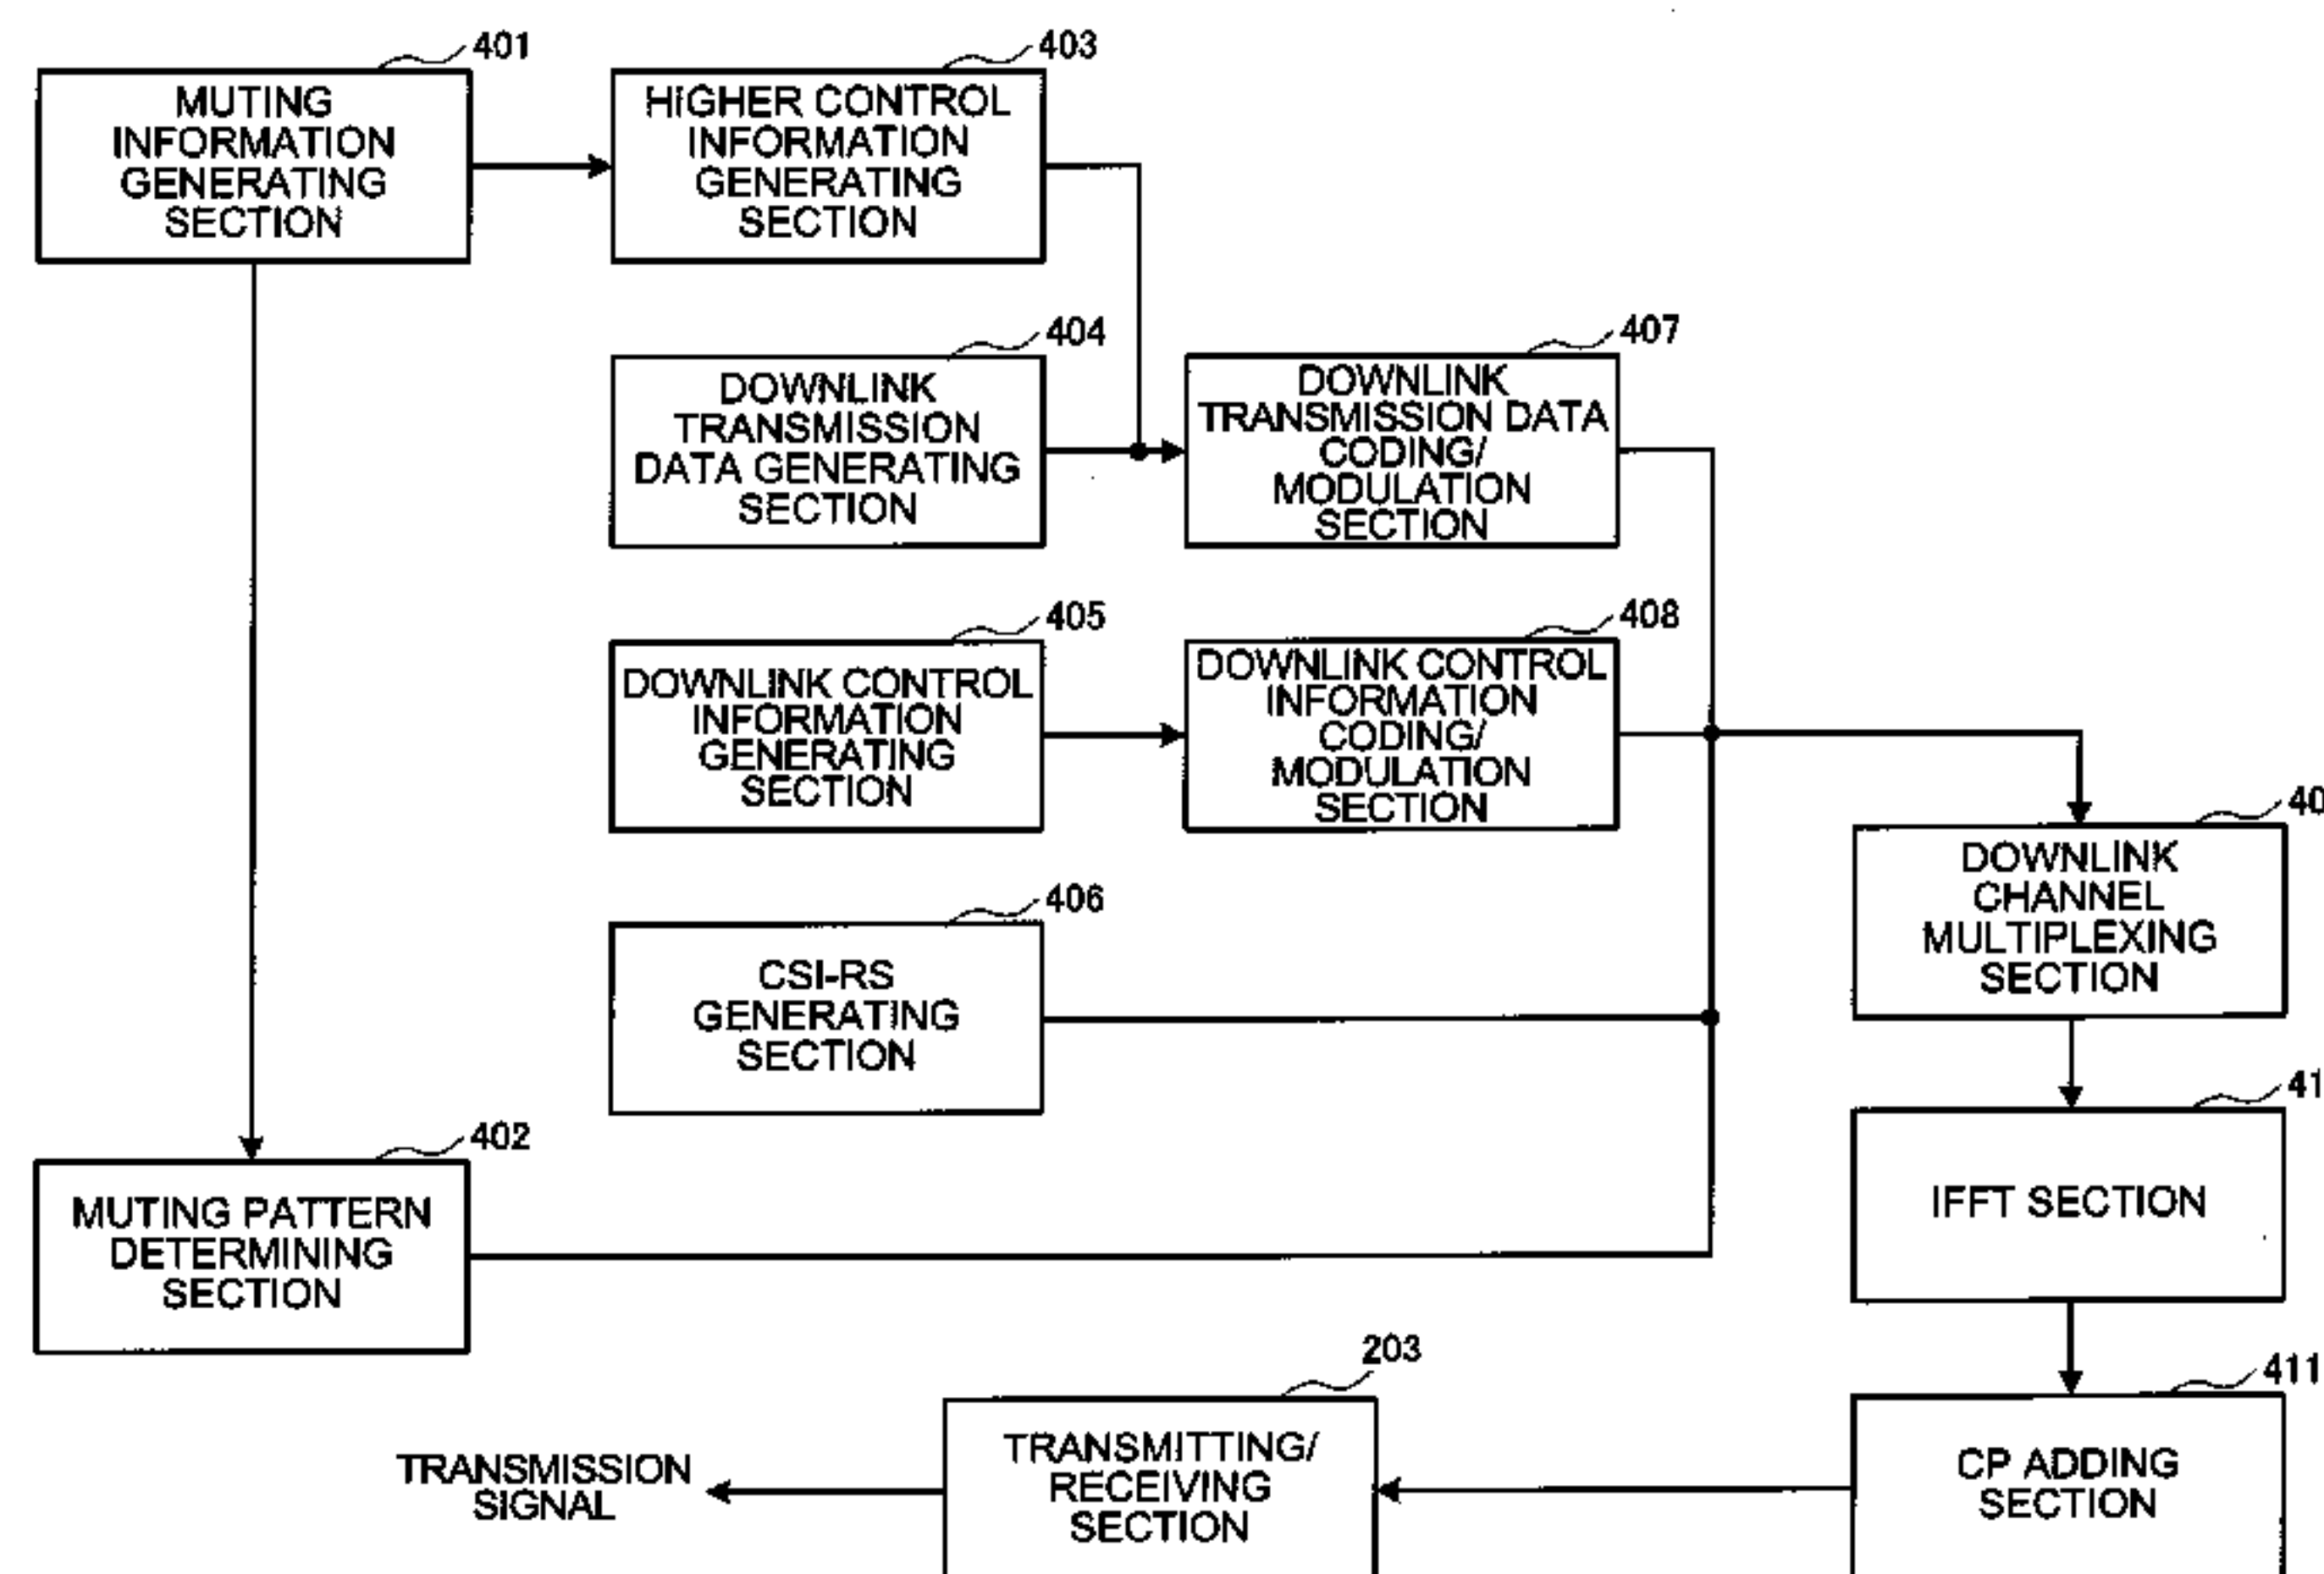 401
MUTING
INFORMATION
GENERATING
SECTION
403
HIGHER CONTROL
INFORMATION
GENERATING
SECTION
404
DOWNLINK
TRANSMISSION
DATA GENERATING
SECTION
407
DOWNLINK
TRANSMISSION DATA
CODING/
MODULATION
SECTION
405
DOWNLINK CONTROL
INFORMATION
GENERATING
SECTION
408
DOWNLINK CONTROL
INFORMATION
CODING/
MODULATION
SECTION
406
CSI-RS
GENERATING
SECTION
40
DOWNLINK
CHANNEL
MULTIPLEXING
SECTION
41
IFFT SECTION
402
MUTING PATTERN
DETERMINING
SECTION
411
CP ADDING
SECTION
203
TRANSMITTING/
RECEIVING
SECTION
TRANSMISSION
SIGNAL